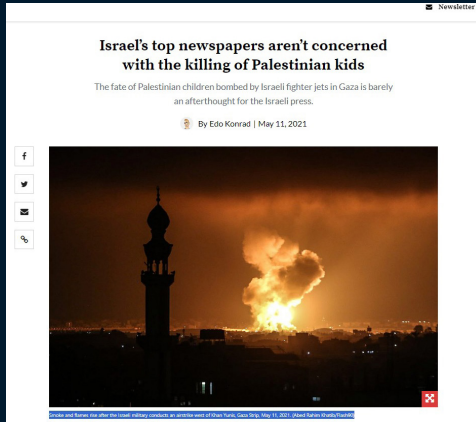 Newsletter
Israel's top newspapers aren't concerned
with the killing of Palestinian kids
The fate of Palestinian children bombed by Israeli fighter jets in Gaza is barely
an afterthought for the Israeli press.
By Edo Konrad | May 11, 2021
Smoke and flames rise after the Israeli military conducts an airstrike west of Khan Yunis, Gaza Strip, May 11, 2021. (Abed Rahim Khatib/Flash90)